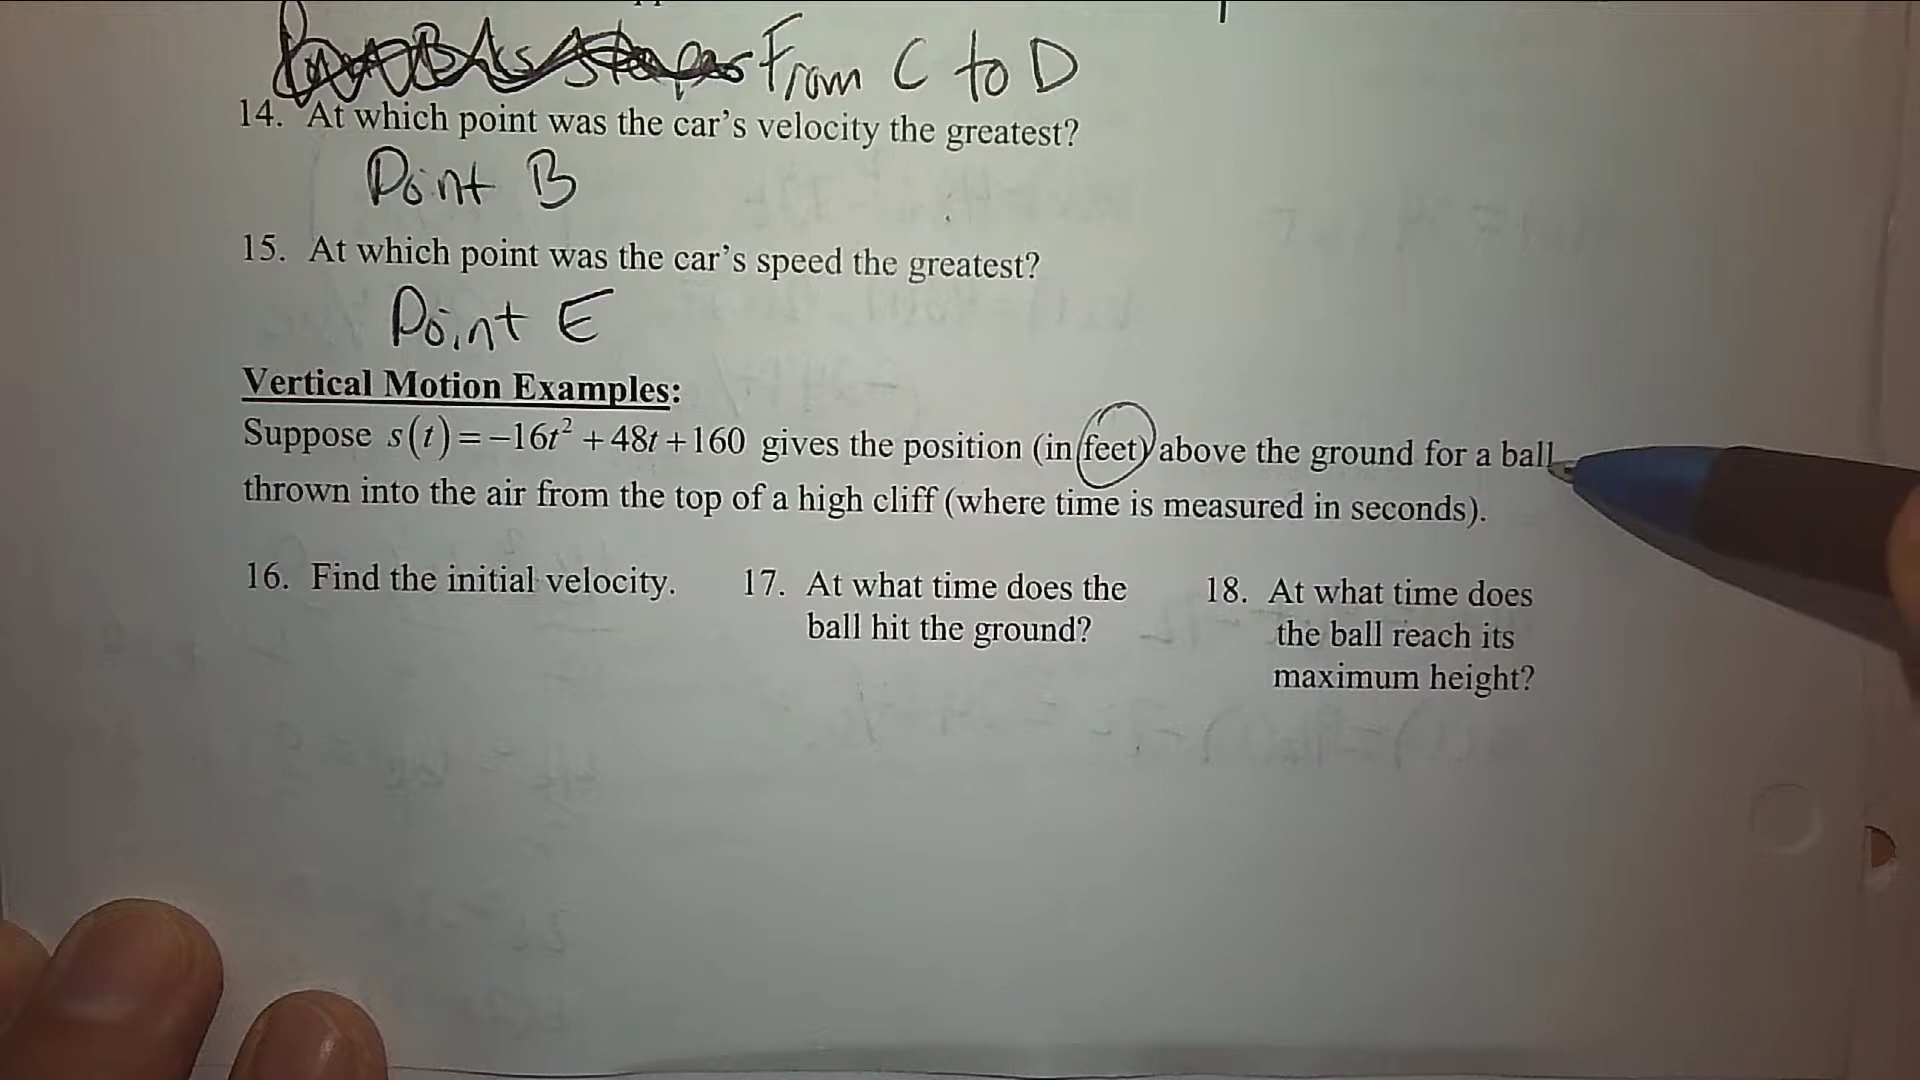 From C to D
14. At which point was the car's velocity the greatest?
Point B
15. At which point was the car's speed the greatest?
Point E
Vertical Motion Examples:
Suppose s(t)=−16t²+48t+160 gives the position (in feet) above the ground for a ball
thrown into the air from the top of a high cliff (where time is measured in seconds).
16. Find the initial velocity.
17. At what time does the
ball hit the ground?
18. At what time does
the ball reach its
maximum height?